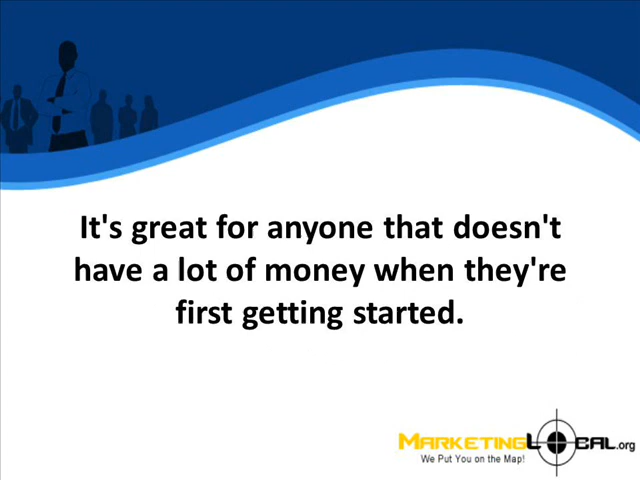 It's great for anyone that doesn't
have a lot of money when they're
first getting started.
MARKETINGLOCAL.org
We Put You on the Map!